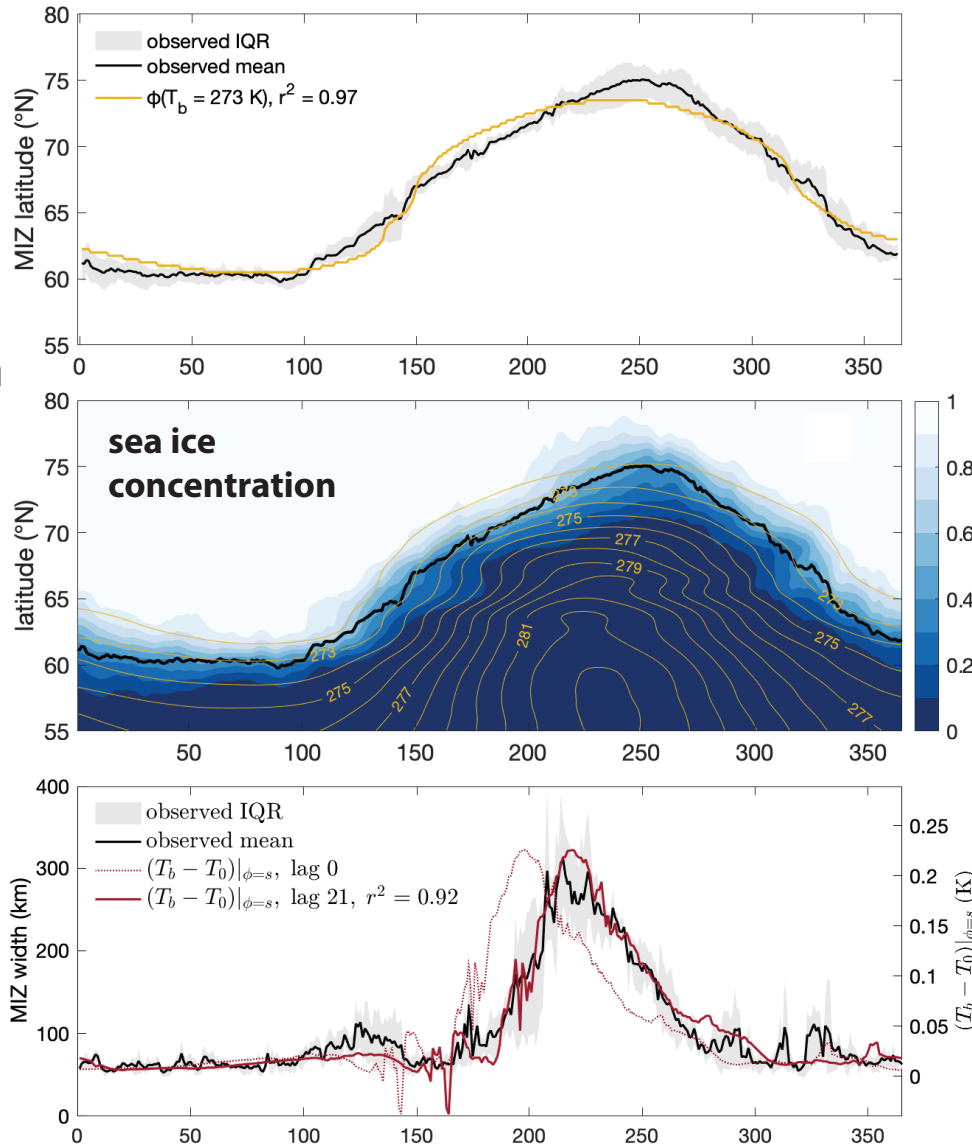 80
75
70
65
60
55
MIZ latitude (°N)
observed IQR
observed mean
ϕ(T_b = 273 K), r² = 0.97
0 50 100 150 200 250 300 350
80
75
70
65
60
55
latitude (°N)
sea ice
concentration
273
275
277
279
281
273
275
277
273
275
277
50 100 150 200 250 300 350
1
0.8
0.6
0.4
0.2
0
400
300
200
100
0
MIZ width (km)
observed IQR
observed mean
(T_b − T_0)|_{ϕ=s}, lag 0
(T_b − T_0)|_{ϕ=s}, lag 21, r² = 0.92
0.25
0.2
0.15
0.1
0.05
0
(T_b − T_0)|_{ϕ=s} (K)
0 50 100 150 200 250 300 350